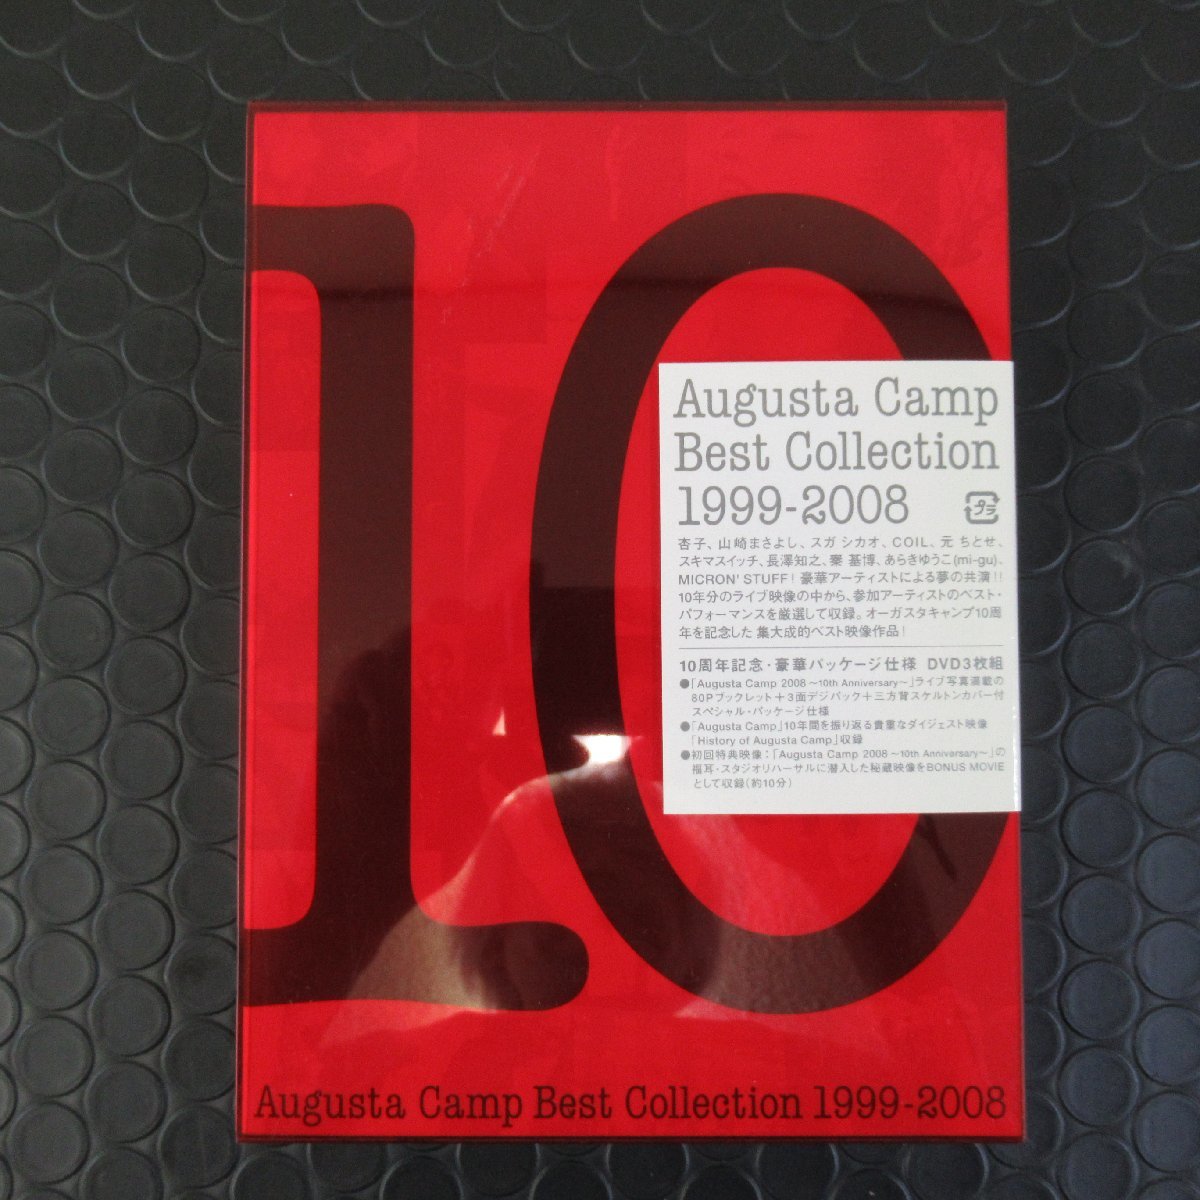 10
Augusta Camp
Best Collection
1999-2008
プラ
杏子、山崎まさよし、スガ シカオ、COIL、元 ちとせ、
スキマスイッチ、長澤知之、秦 基博、あらきゆうこ(mi-gu)、
MICRON' STUFF! 豪華アーティストによる夢の共演!!
10年分のライブ映像の中から、参加アーティストのベスト・
パフォーマンスを厳選して収録。オーガスタキャンプ10周
年を記念した 集大成的ベスト映像作品!
10周年記念・豪華パッケージ仕様 DVD3枚組
●「Augusta Camp 2008 ～10th Anniversary～」ライブ写真満載の
80Pブックレット＋3面デジパック＋三方背スケルトンカバー付
スペシャル・パッケージ仕様
●「Augusta Camp」10年間を振り返る貴重なダイジェスト映像
「History of Augusta Camp」収録
●初回特典映像：「Augusta Camp 2008 ～10th Anniversary～」の
福耳・スタジオリハーサルに潜入した秘蔵映像をBONUS MOVIE
として収録(約10分)
Augusta Camp Best Collection 1999-2008